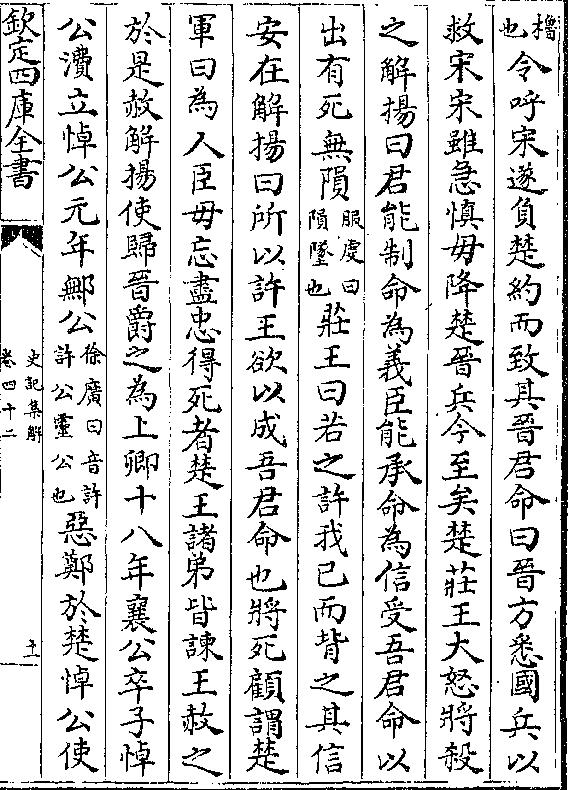 櫓也令呼宋遂負楚約而致其晉君命曰晉方悉國兵以
救宋宋雖急慎毋降楚晉兵今至矣楚莊王大怒將殺
之解揚曰君能制命為義臣能承命為信受吾君命以
出有死無隕服虔曰隕墜也莊王曰若之許我已而背之其信
安在解揚曰所以許王欲以成吾君命也將死顧謂楚
軍曰為人臣毋忘盡忠得死者楚王諸弟皆諫王赦之
於是赦解揚使歸晉爵之為上卿十八年襄公卒子悼
公㵒立悼公元年鄦公徐廣曰音許許公靈公也惡鄭於楚悼公使
欽定四庫全書
史記集解
卷四十二